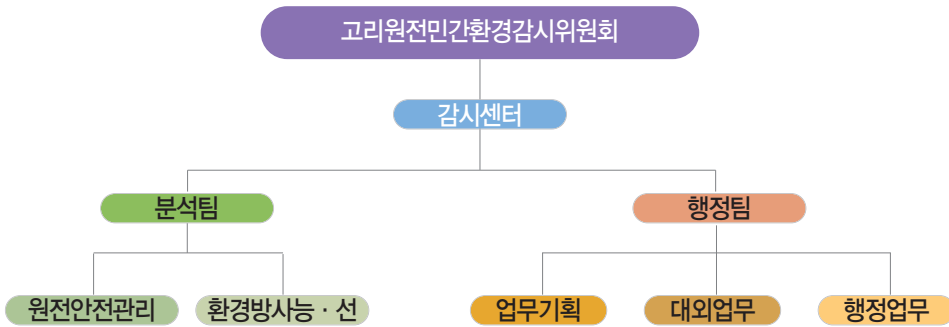 고리원전민간환경감시위원회
감시센터
분석팀
행정팀
원전안전관리
환경방사능 · 선
업무기획
대외업무
행정업무